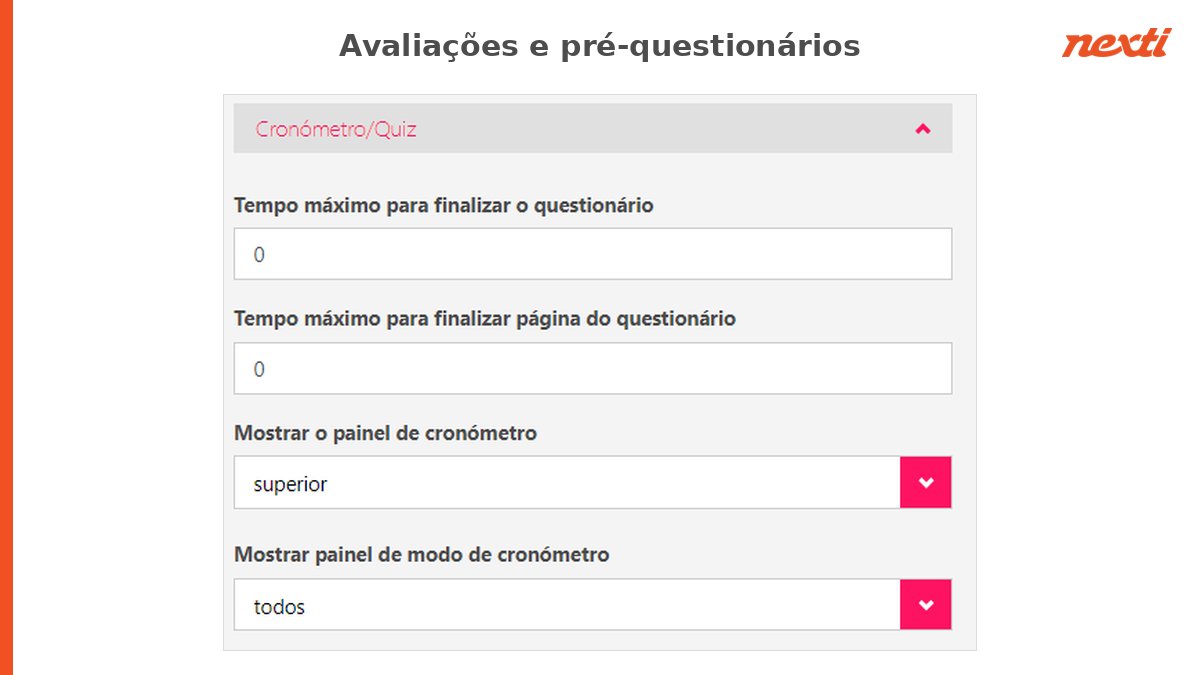 Avaliações e pré-questionários
nexti
Cronómetro/Quiz
Tempo máximo para finalizar o questionário
0
Tempo máximo para finalizar página do questionário
0
Mostrar o painel de cronómetro
superior
Mostrar painel de modo de cronómetro
todos